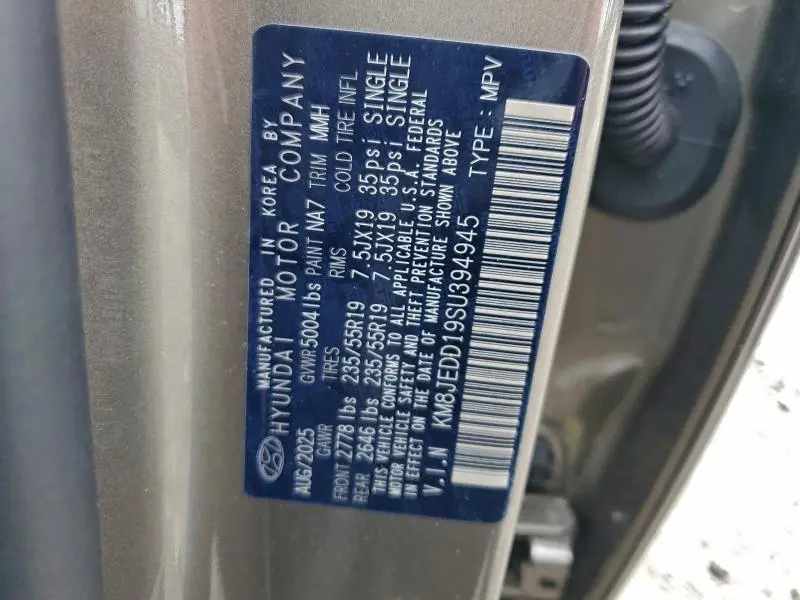 MANUFACTURED IN KOREA BY
HYUNDAI MOTOR COMPANY
AUG/2025 GVWR 5004 lbs PAINT NA7 TRIM MMH
GAWR TIRES RIMS COLD TIRE INFL
FRONT 2778 lbs 235/55R19 7.5JX19 35psi SINGLE
REAR 2646 lbs 235/55R19 7.5JX19 35psi SINGLE
THIS VEHICLE CONFORMS TO ALL APPLICABLE U.S.A. FEDERAL
MOTOR VEHICLE SAFETY AND THEFT PREVENTION STANDARDS
IN EFFECT ON THE DATE OF MANUFACTURE SHOWN ABOVE
V.I.N KM8JEDD19SU394945 TYPE : MPV